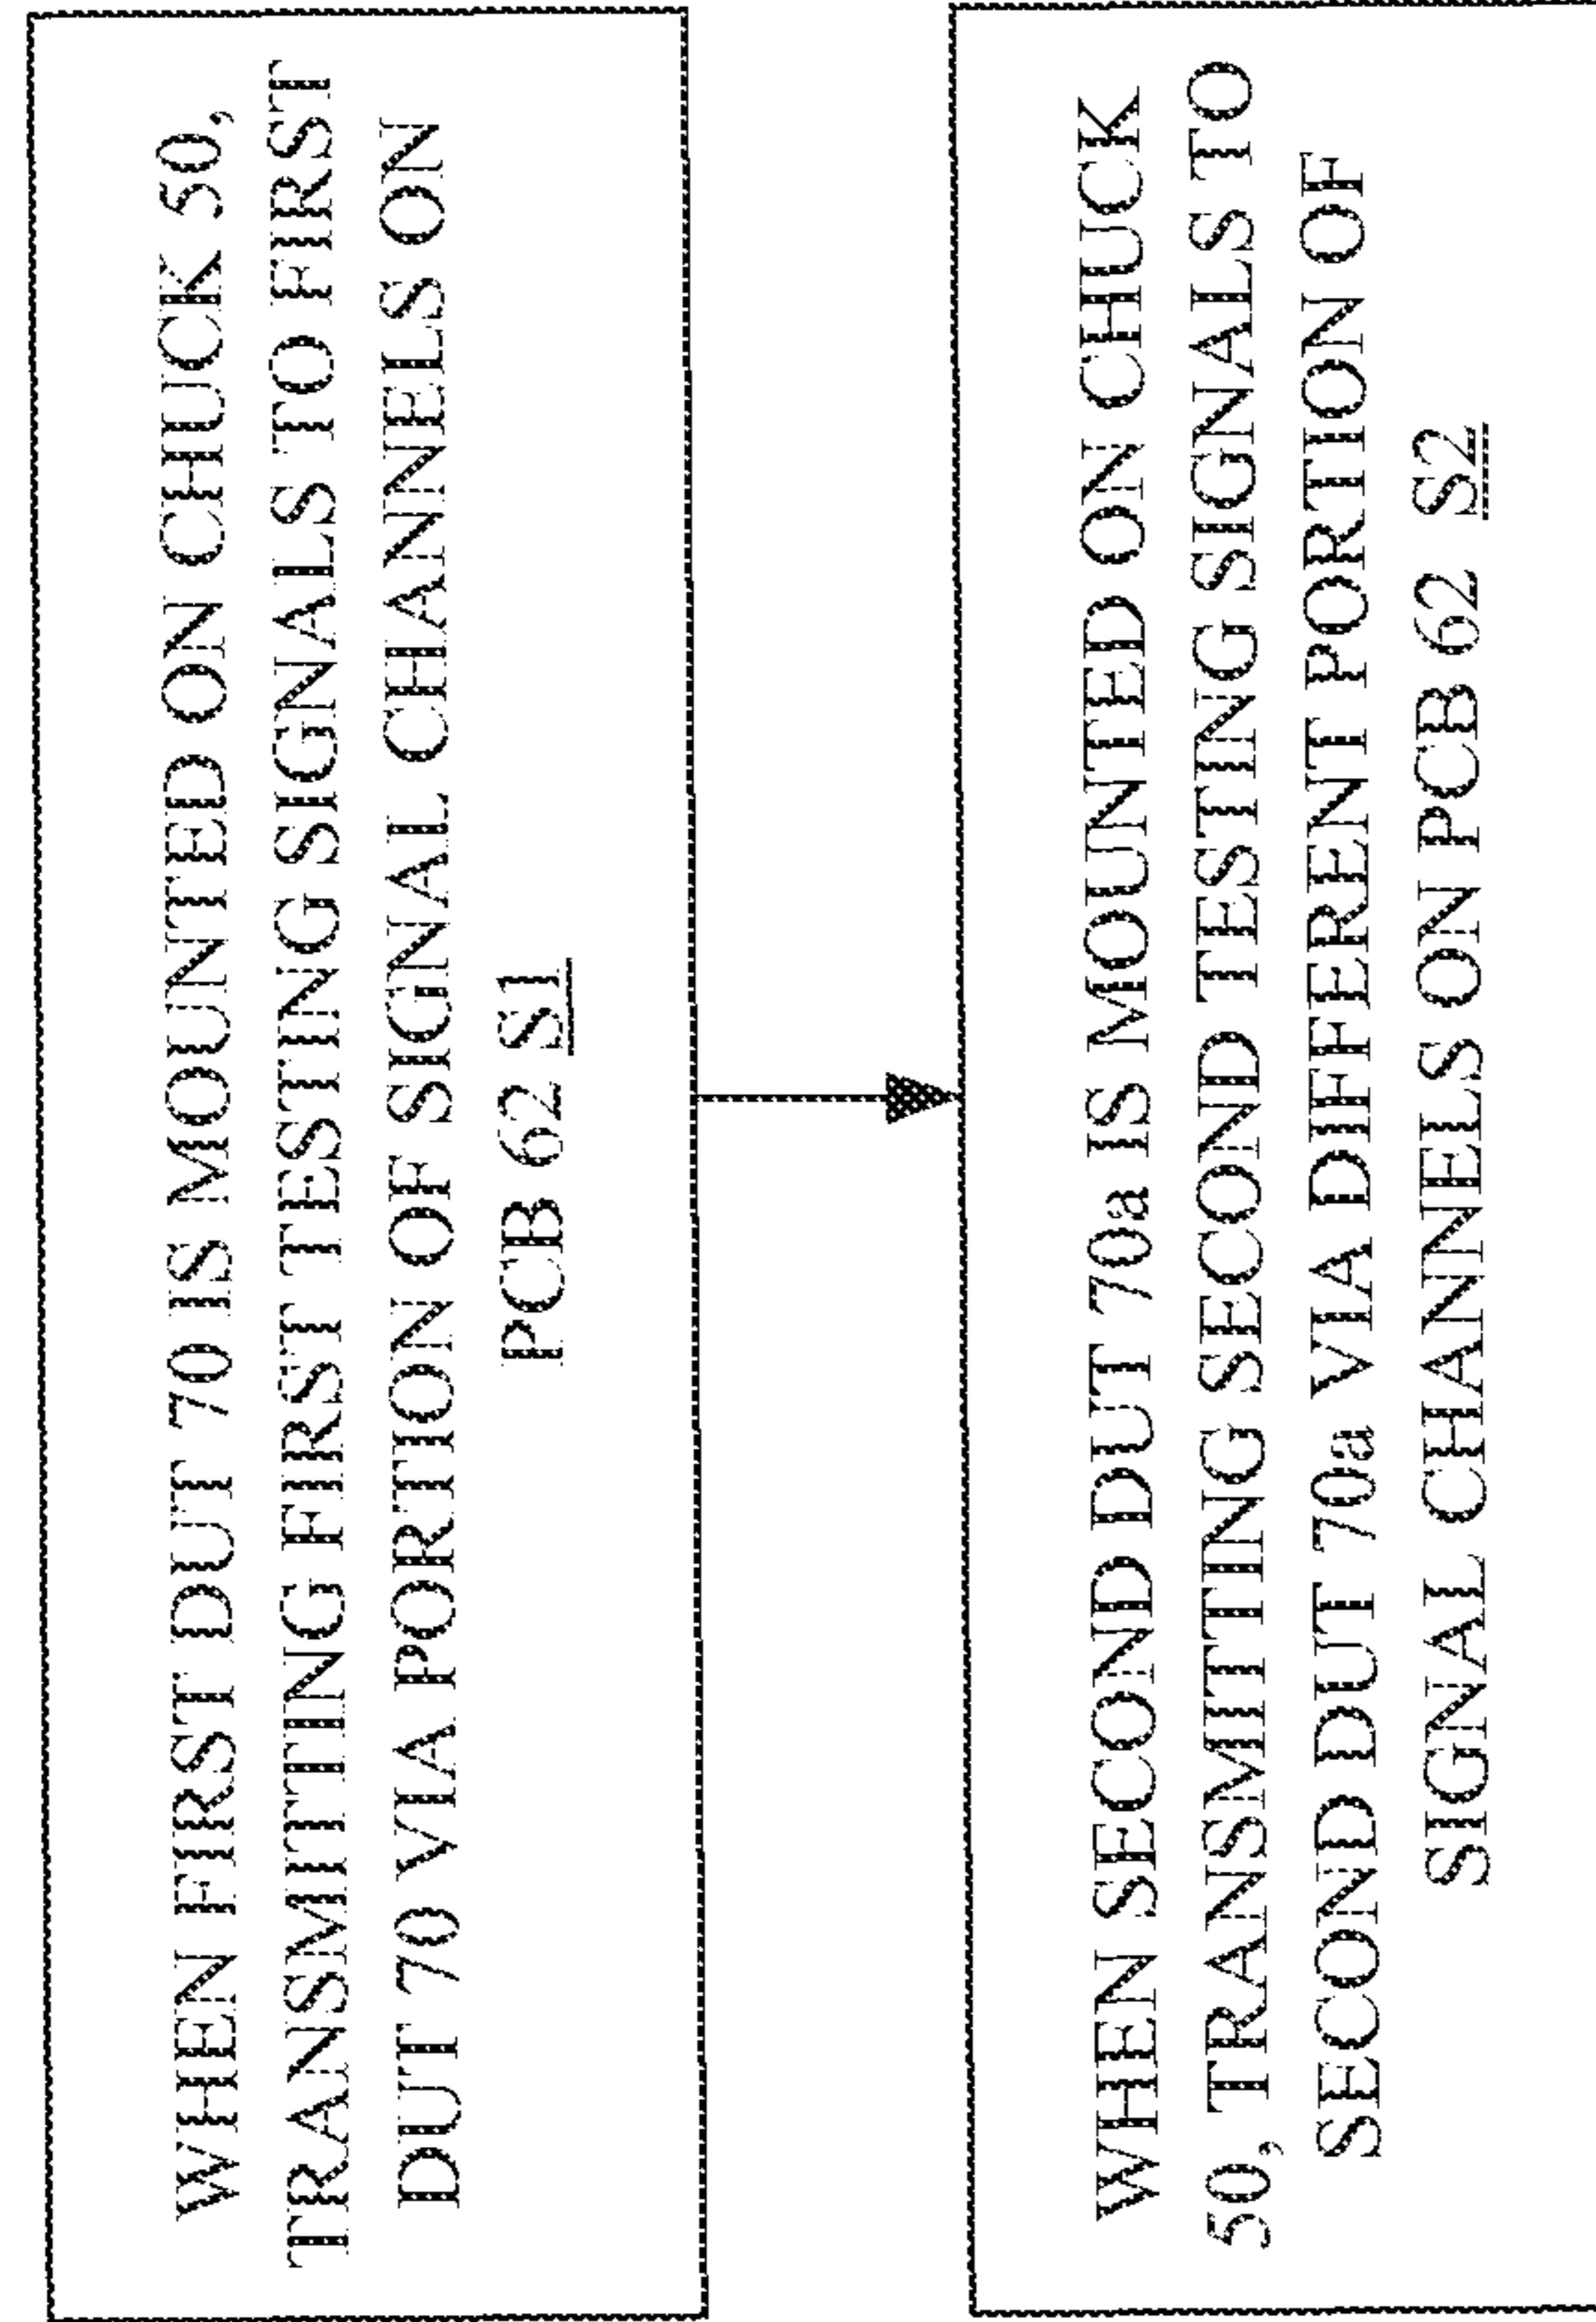 WHEN FIRST DUT 70 IS MOUNTED ON CHUCK 50,
TRANSMITTING FIRST TESTING SIGNALS TO FIRST
DUT 70 VIA PORTION OF SIGNAL CHANNELS ON
PCB 62 S1
WHEN SECOND DUT 70a IS MOUNTED ON CHUCK
50, TRANSMITTING SECOND TESTING SIGNALS TO
SECOND DUT 70a VIA DIFFERENT PORTION OF
SIGNAL CHANNELS ON PCB 62 S2